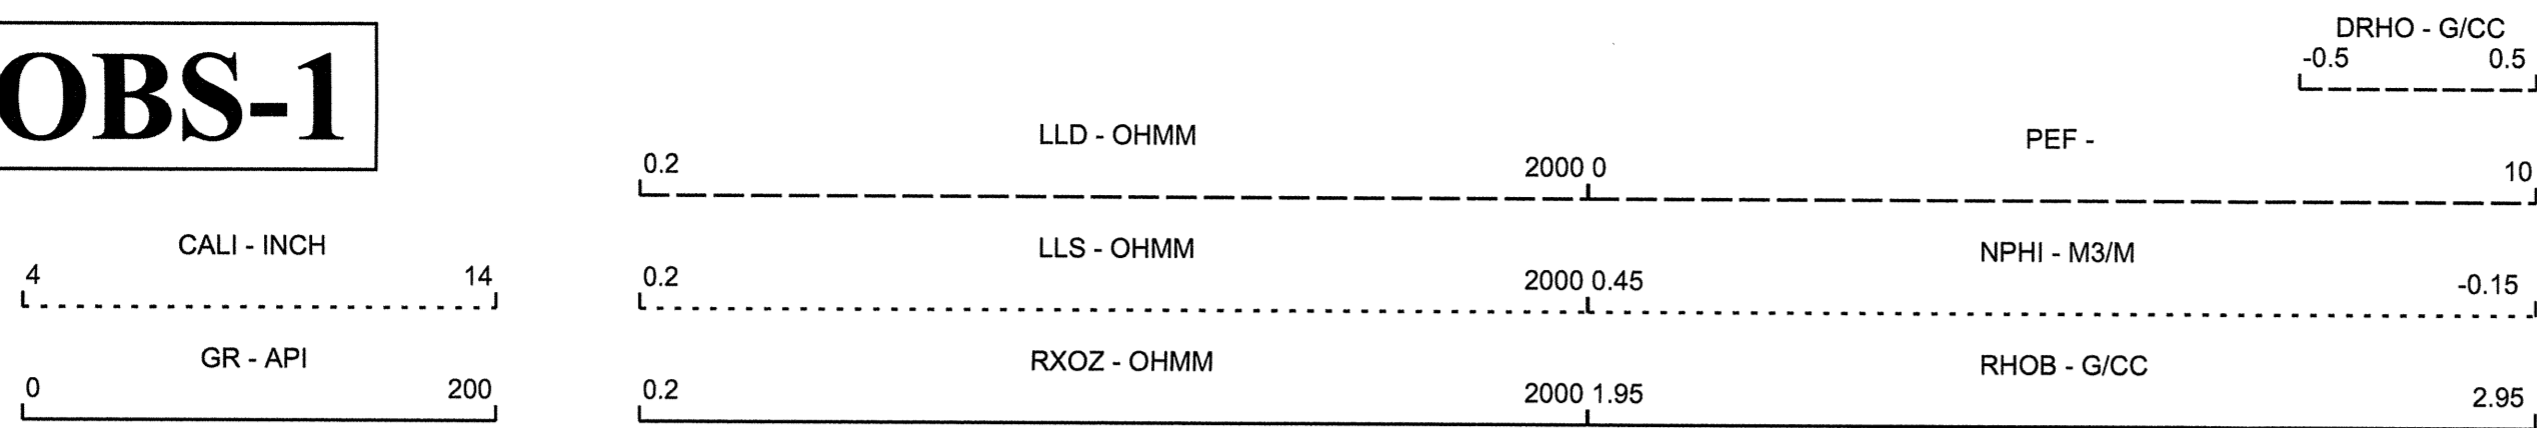 OBS-1
DRHO - G/CC
-0.5 0.5
LLD - OHMM PEF -
0.2 2000 0 10
CALI - INCH LLS - OHMM NPHI - M3/M
4 14 0.2 2000 0.45 -0.15
GR - API RXOZ - OHMM RHOB - G/CC
0 200 0.2 2000 1.95 2.95